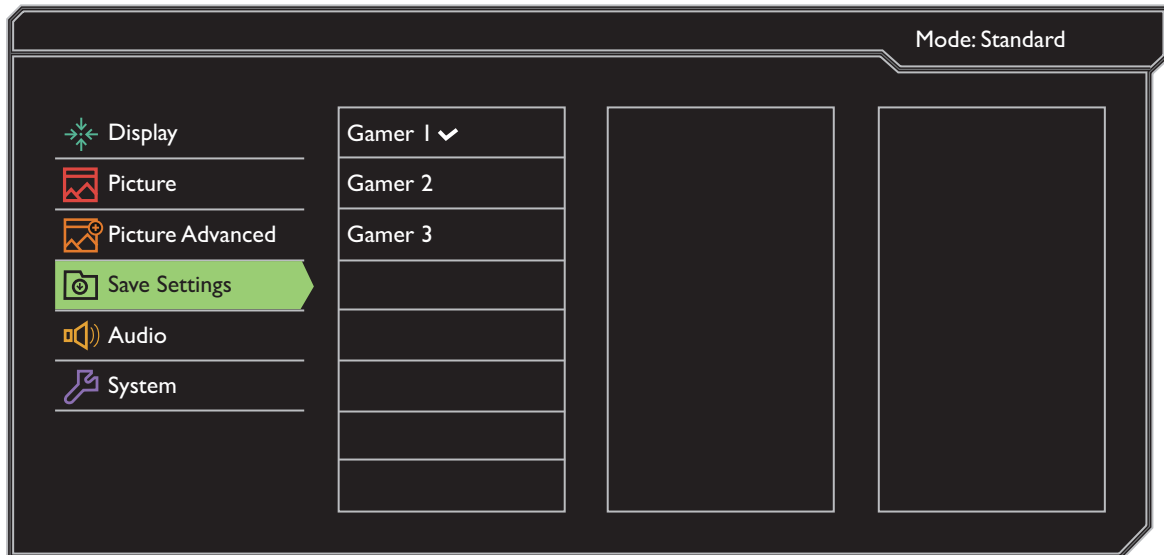 Mode: Standard
Display
Picture
Picture Advanced
Save Settings
Audio
System
Gamer 1
Gamer 2
Gamer 3